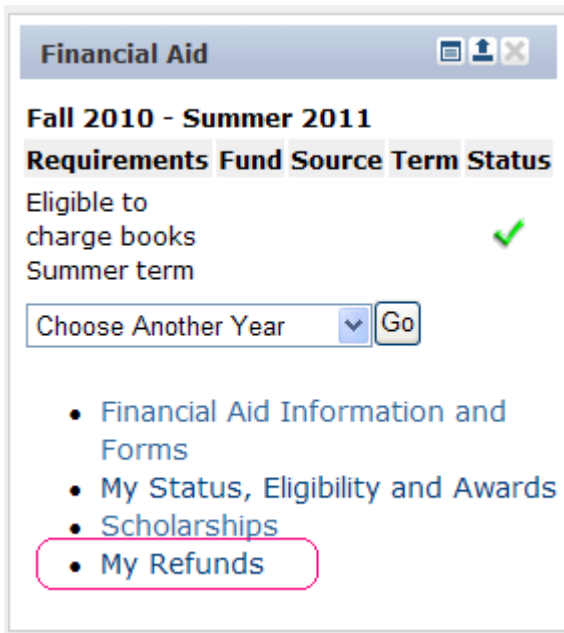 Financial Aid
Fall 2010 - Summer 2011
Requirements Fund Source Term Status
Eligible to
charge books
Summer term
Choose Another Year Go
Financial Aid Information and
Forms
My Status, Eligibility and Awards
Scholarships
My Refunds